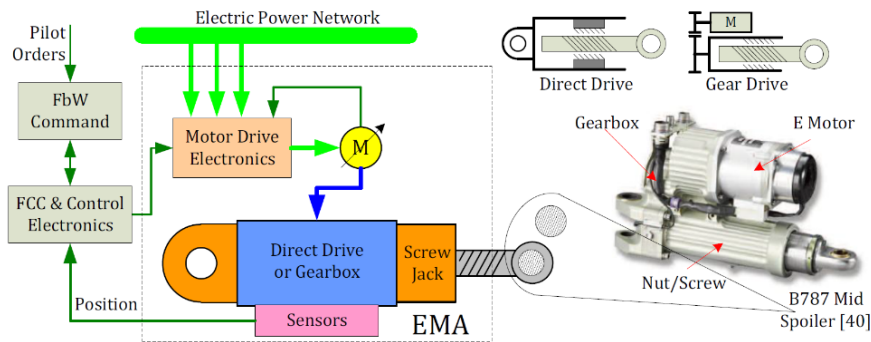 Electric Power Network
Pilot
Orders
FbW
Command
Motor Drive
Electronics
M
FCC & Control
Electronics
Direct Drive
or Gearbox
Screw
Jack
Position
Sensors
EMA
M
Direct Drive
Gear Drive
Gearbox
E Motor
Nut/Screw
B787 Mid
Spoiler [40]